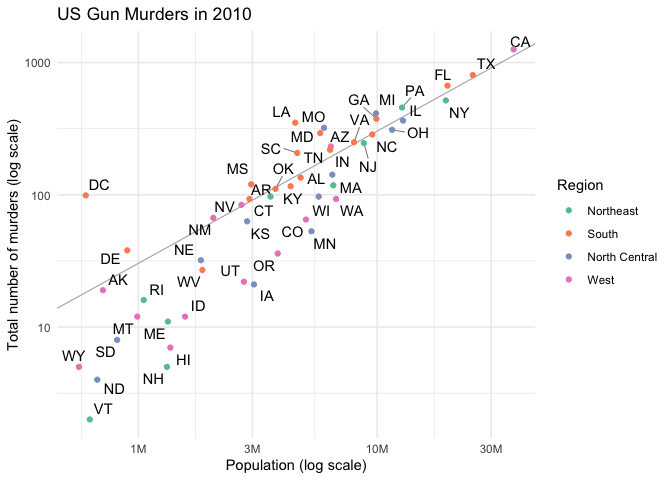 US Gun Murders in 2010
CA
TX
FL
PA
MI
GA
IL
NY
LA
MO
VA
OH
MD
AZ
SC
NC
TN
IN
NJ
MS
OK
AL
MA
DC
AR
KY
NV
CT
WI
WA
NM
KS
CO
MN
DE
NE
OR
UT
WV
AK
RI
IA
ID
MT
ME
SD
HI
WY
NH
ND
VT
1000
100
10
Total number of murders (log scale)
1M
3M
10M
30M
Population (log scale)
Region
Northeast
South
North Central
West